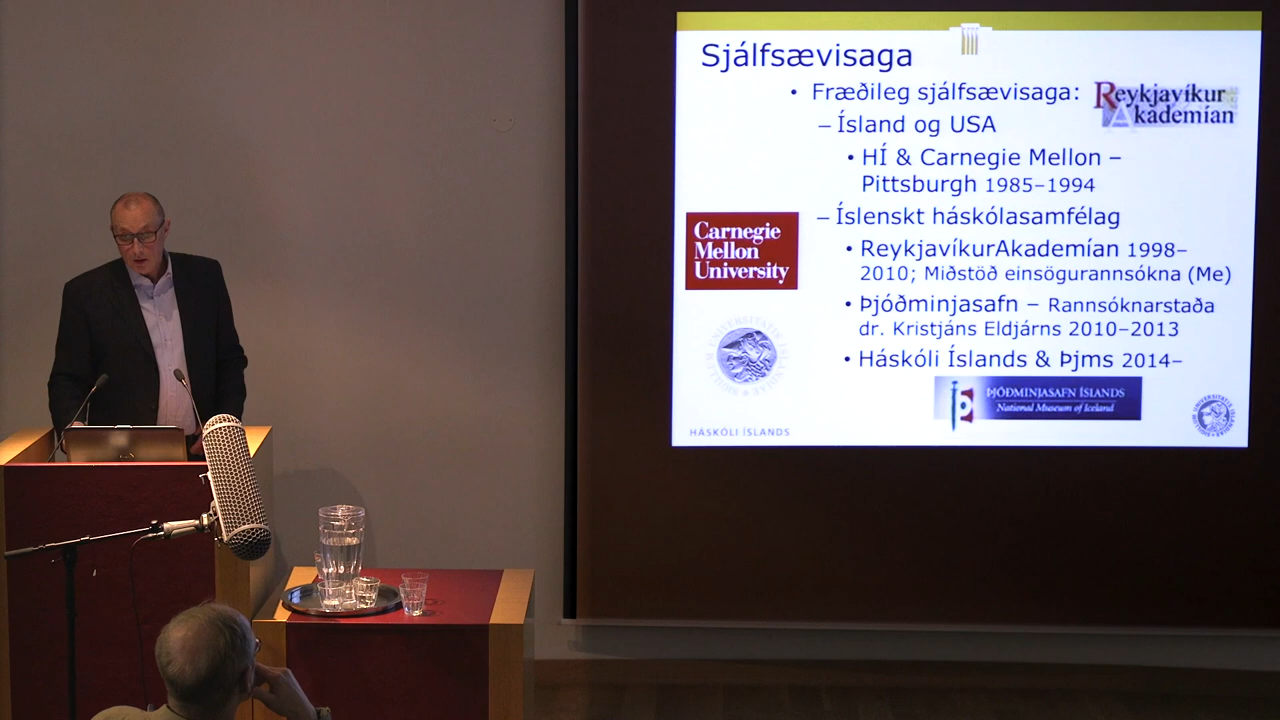 Sjálfsævisaga
• Fræðileg sjálfsævisaga:
ReykjavíkurAkademían
– Ísland og USA
• HÍ & Carnegie Mellon –
Pittsburgh 1985–1994
– Íslenskt háskólasamfélag
Carnegie
Mellon
University
• ReykjavíkurAkademían 1998–
2010; Miðstöð einsögurannsókna (Me)
• Þjóðminjasafn – Rannsóknarstaða
dr. Kristjáns Eldjárns 2010–2013
• Háskóli Íslands & Þjms 2014–
ÞJÓÐMINJASAFN ÍSLANDS
National Museum of Iceland
HÁSKÓLI ÍSLANDS